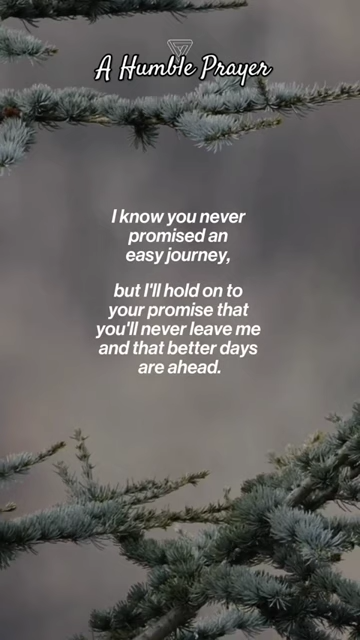 A Humble Prayer
I know you never
promised an
easy journey,
but I'll hold on to
your promise that
you'll never leave me
and that better days
are ahead.